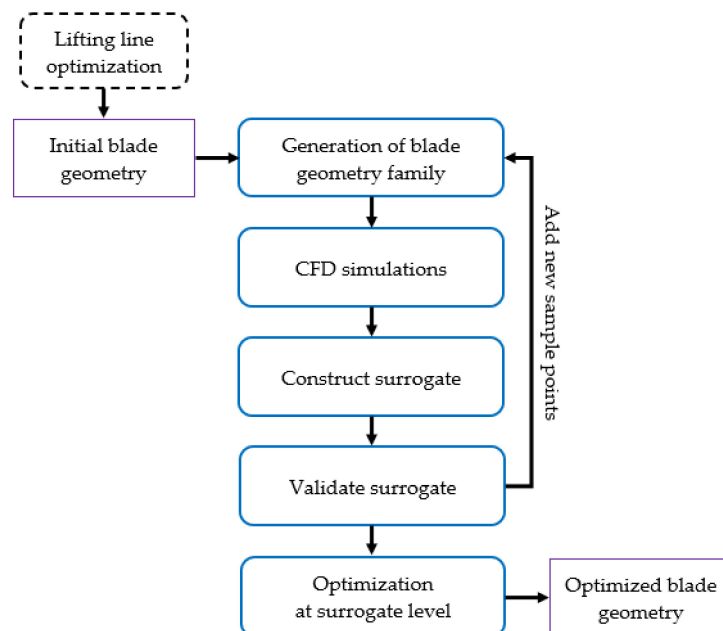 Lifting line
optimization
Initial blade
geometry
Generation of blade
geometry family
CFD simulations
Construct surrogate
Validate surrogate
Add new sample
points
Optimization
at surrogate level
Optimized blade
geometry